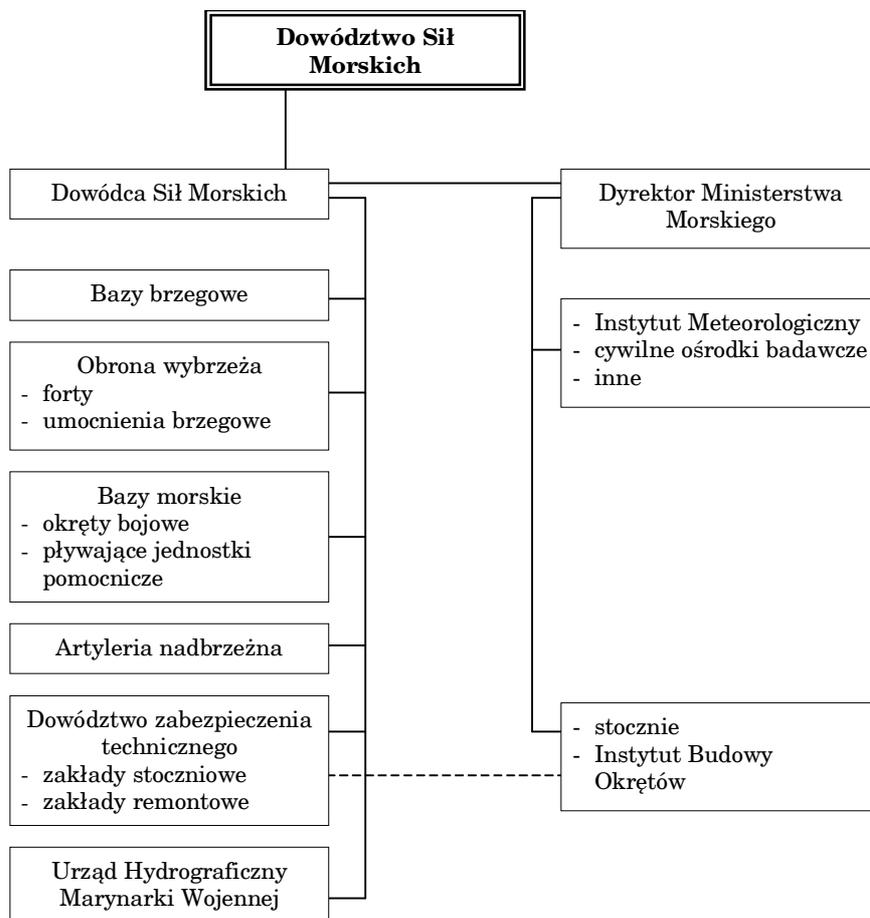 Dowództwo Sił
Morskich
Dowódca Sił Morskich
Dyrektor Ministerstwa
Morskiego
Bazy brzegowe
Obrona wybrzeża
- forty
- umocnienia brzegowe
Bazy morskie
- okręty bojowe
- pływające jednostki
pomocnicze
Artyleria nadbrzeżna
Dowództwo zabezpieczenia
technicznego
- zakłady stoczniowe
- zakłady remontowe
Urząd Hydrograficzny
Marynarki Wojennej
- Instytut Meteorologiczny
- cywilne ośrodki badawcze
- inne
- stocznie
- Instytut Budowy
Okrętów